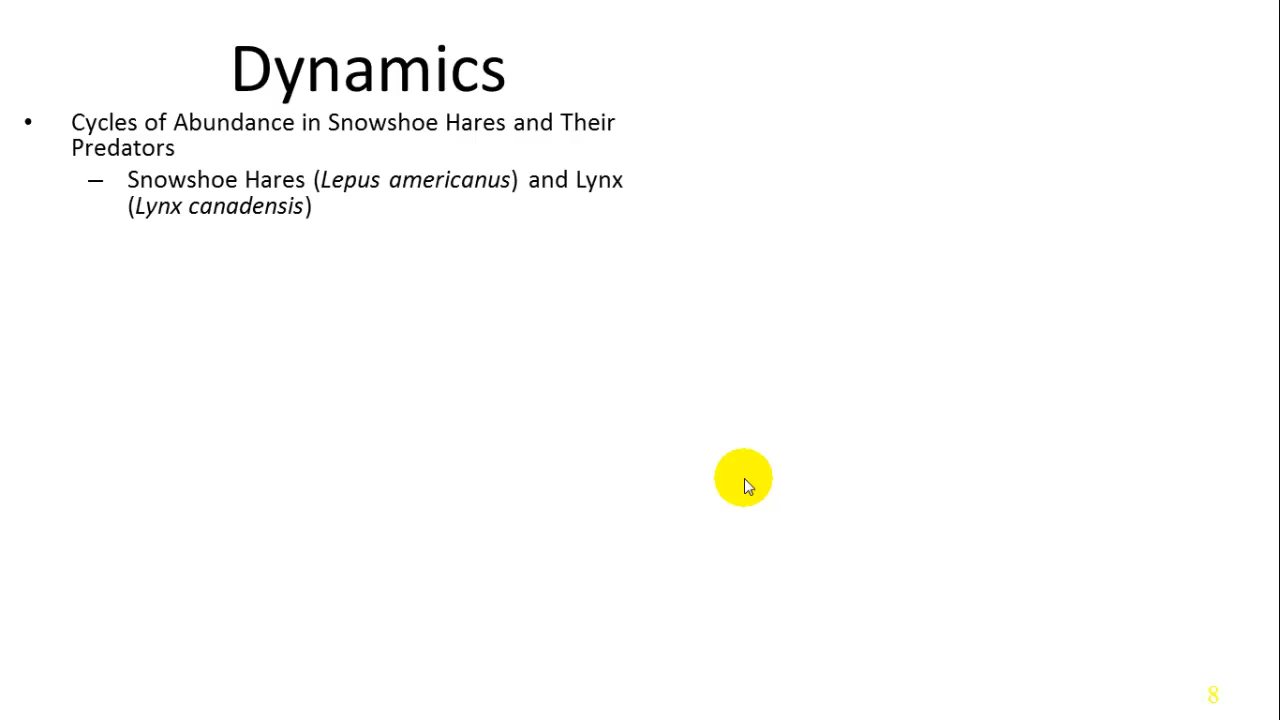 Dynamics
• Cycles of Abundance in Snowshoe Hares and Their
Predators
– Snowshoe Hares (Lepus americanus) and Lynx
(Lynx canadensis)
8